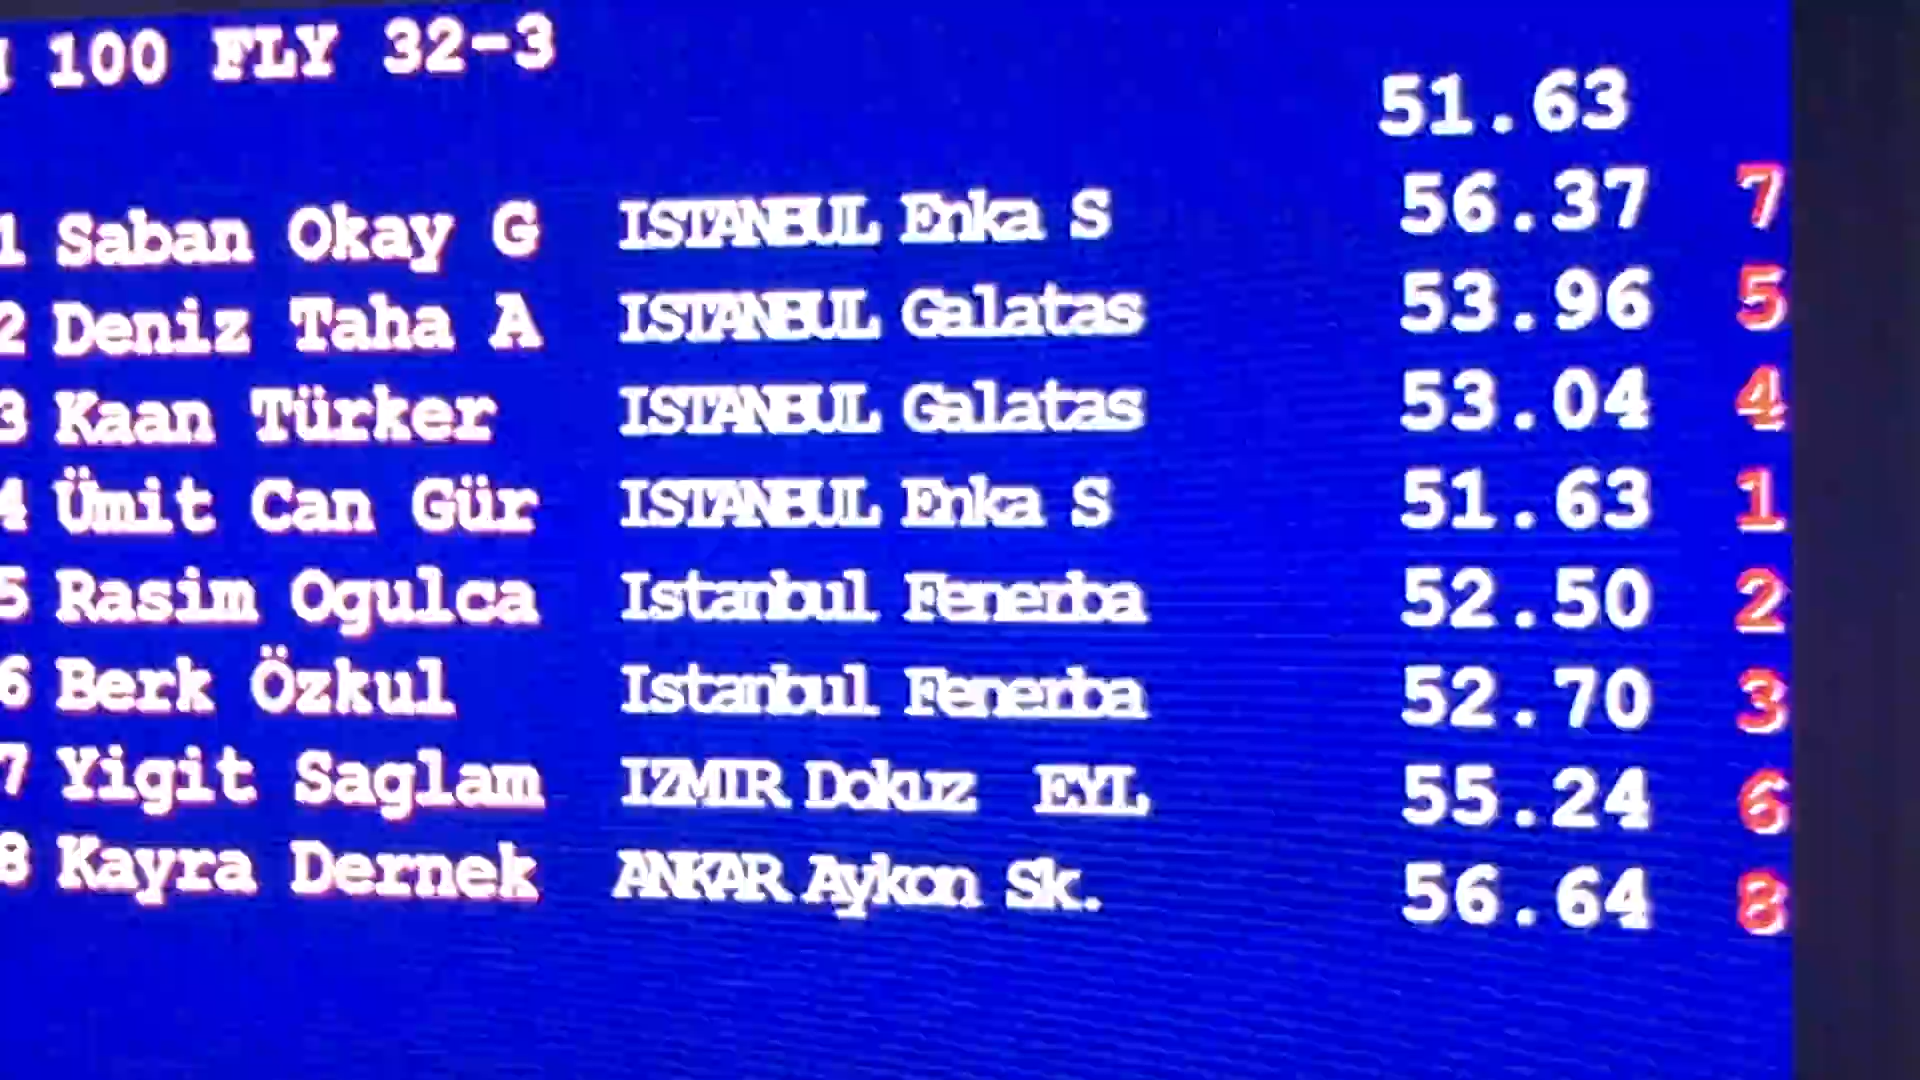 100 FLY 32-3
51.63
1 Saban Okay G ISTANBUL Enka S 56.37 7
2 Deniz Taha A ISTANBUL Galatas 53.96 5
3 Kaan Türker ISTANBUL Galatas 53.04 4
4 Ümit Can Gür ISTANBUL Enka S 51.63 1
5 Rasim Ogulca Istanbul Fenerba 52.50 2
6 Berk Özkul Istanbul Fenerba 52.70 3
7 Yigit Saglam IZMIR Dokuz EYL 55.24 6
8 Kayra Dernek ANKAR Aykon Sk. 56.64 8